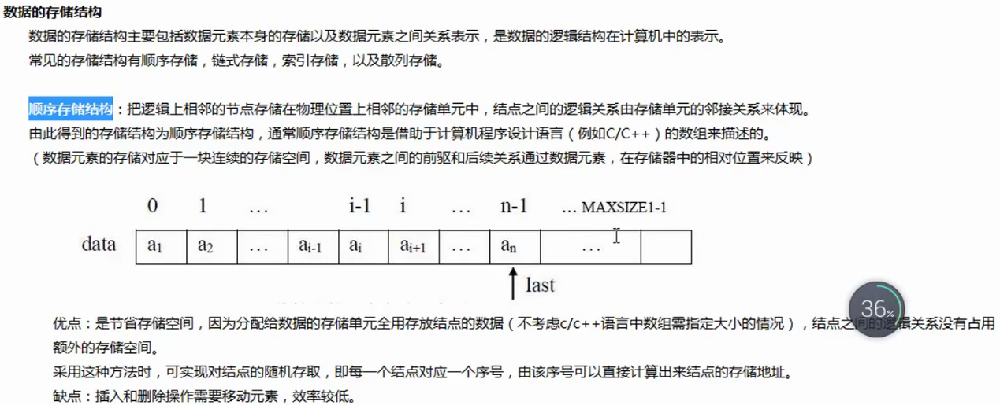 数据的存储结构
数据的存储结构主要包括数据元素本身的存储以及数据元素之间关系表示，是数据的逻辑结构在计算机中的表示。
常见的存储结构有顺序存储，链式存储，索引存储，以及散列存储。
顺序存储结构：把逻辑上相邻的节点存储在物理位置上相邻的存储单元中，结点之间的逻辑关系由存储单元的邻接关系来体现。
由此得到的存储结构为顺序存储结构，通常顺序存储结构是借助于计算机程序设计语言（例如C/C++）的数组来描述的。
（数据元素的存储对应于一块连续的存储空间，数据元素之间的前驱和后续关系通过数据元素，在存储器中的相对位置来反映）
0 1 … i-1 i … n-1 … MAXSIZE1-1
data a1 a2 … ai-1 ai ai+1 … an …
last
36%
优点：是节省存储空间，因为分配给数据的存储单元全用存放结点的数据（不考虑c/c++语言中数组需指定大小的情况），结点之间的逻辑关系没有占用
额外的存储空间。
采用这种方法时，可实现对结点的随机存取，即每一个结点对应一个序号，由该序号可以直接计算出来结点的存储地址。
缺点：插入和删除操作需要移动元素，效率较低。